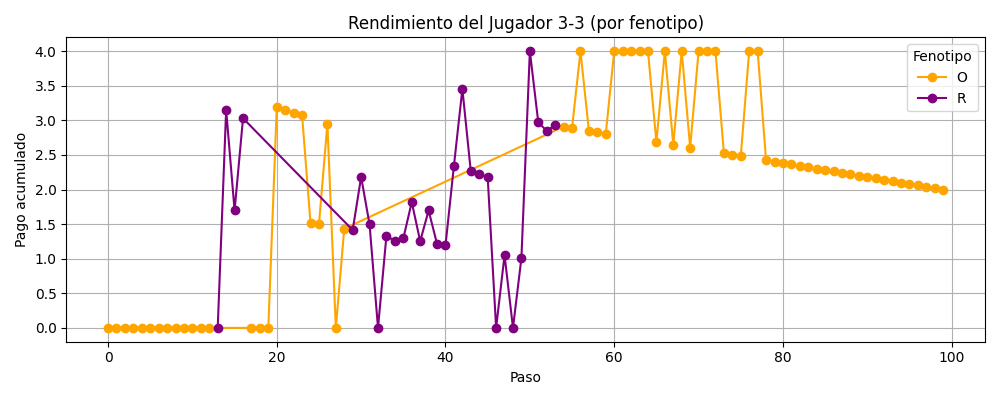 Rendimiento del Jugador 3-3 (por fenotipo)
Pago acumulado
4.0
3.5
3.0
2.5
2.0
1.5
1.0
0.5
0.0
Fenotipo
O
R
0 20 40 60 80 100
Paso